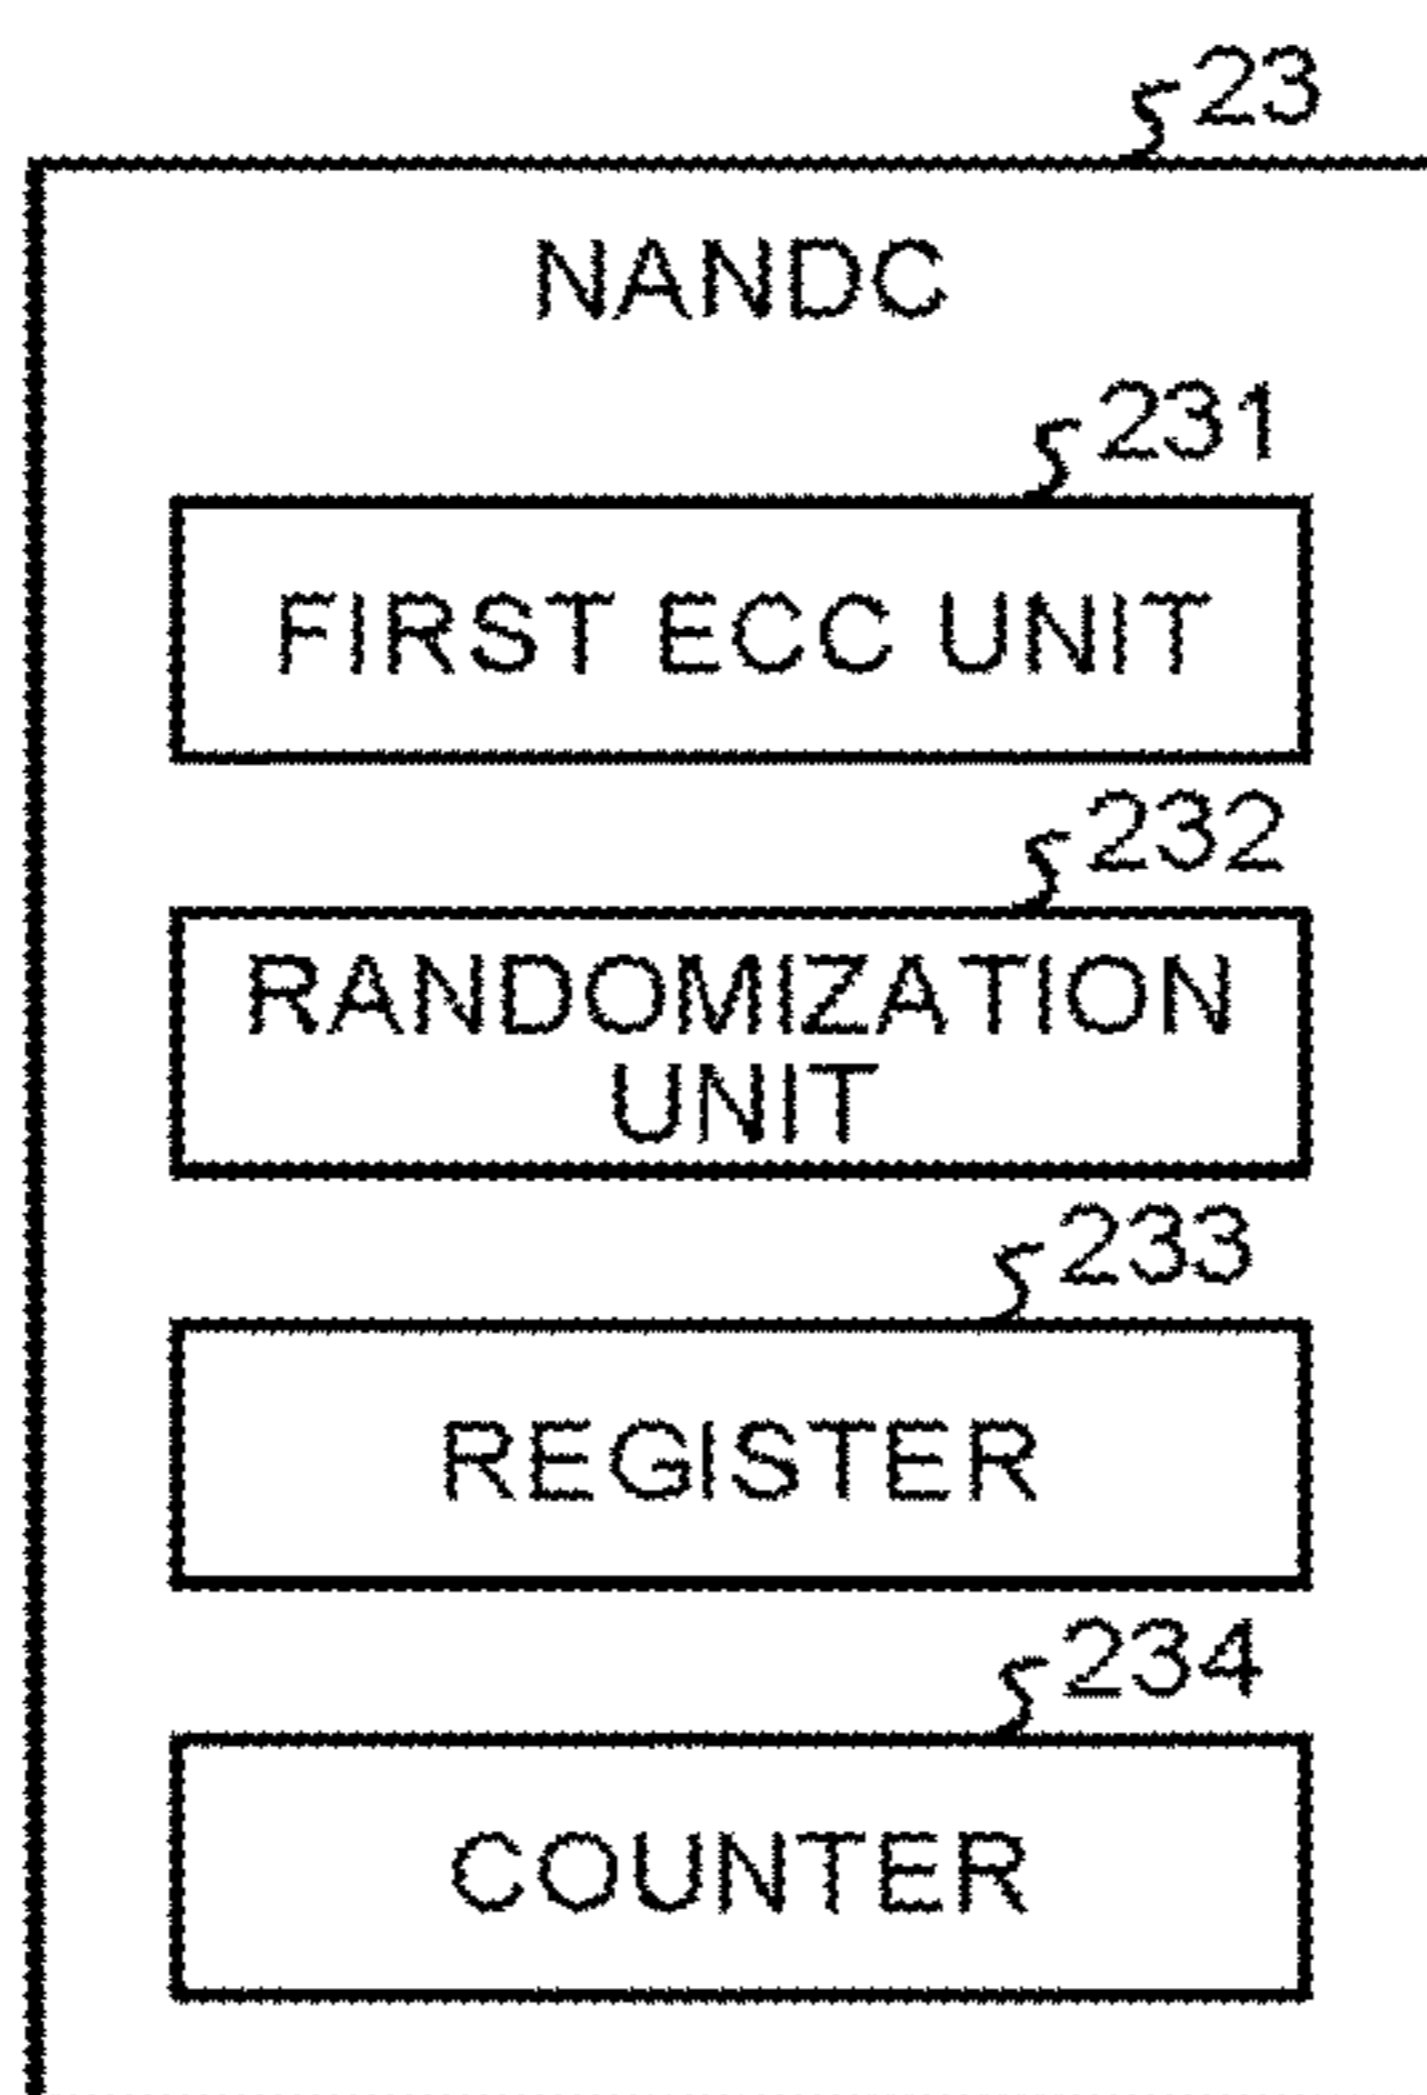 23
NANDC
231
FIRST ECC UNIT
232
RANDOMIZATION
UNIT
233
REGISTER
234
COUNTER